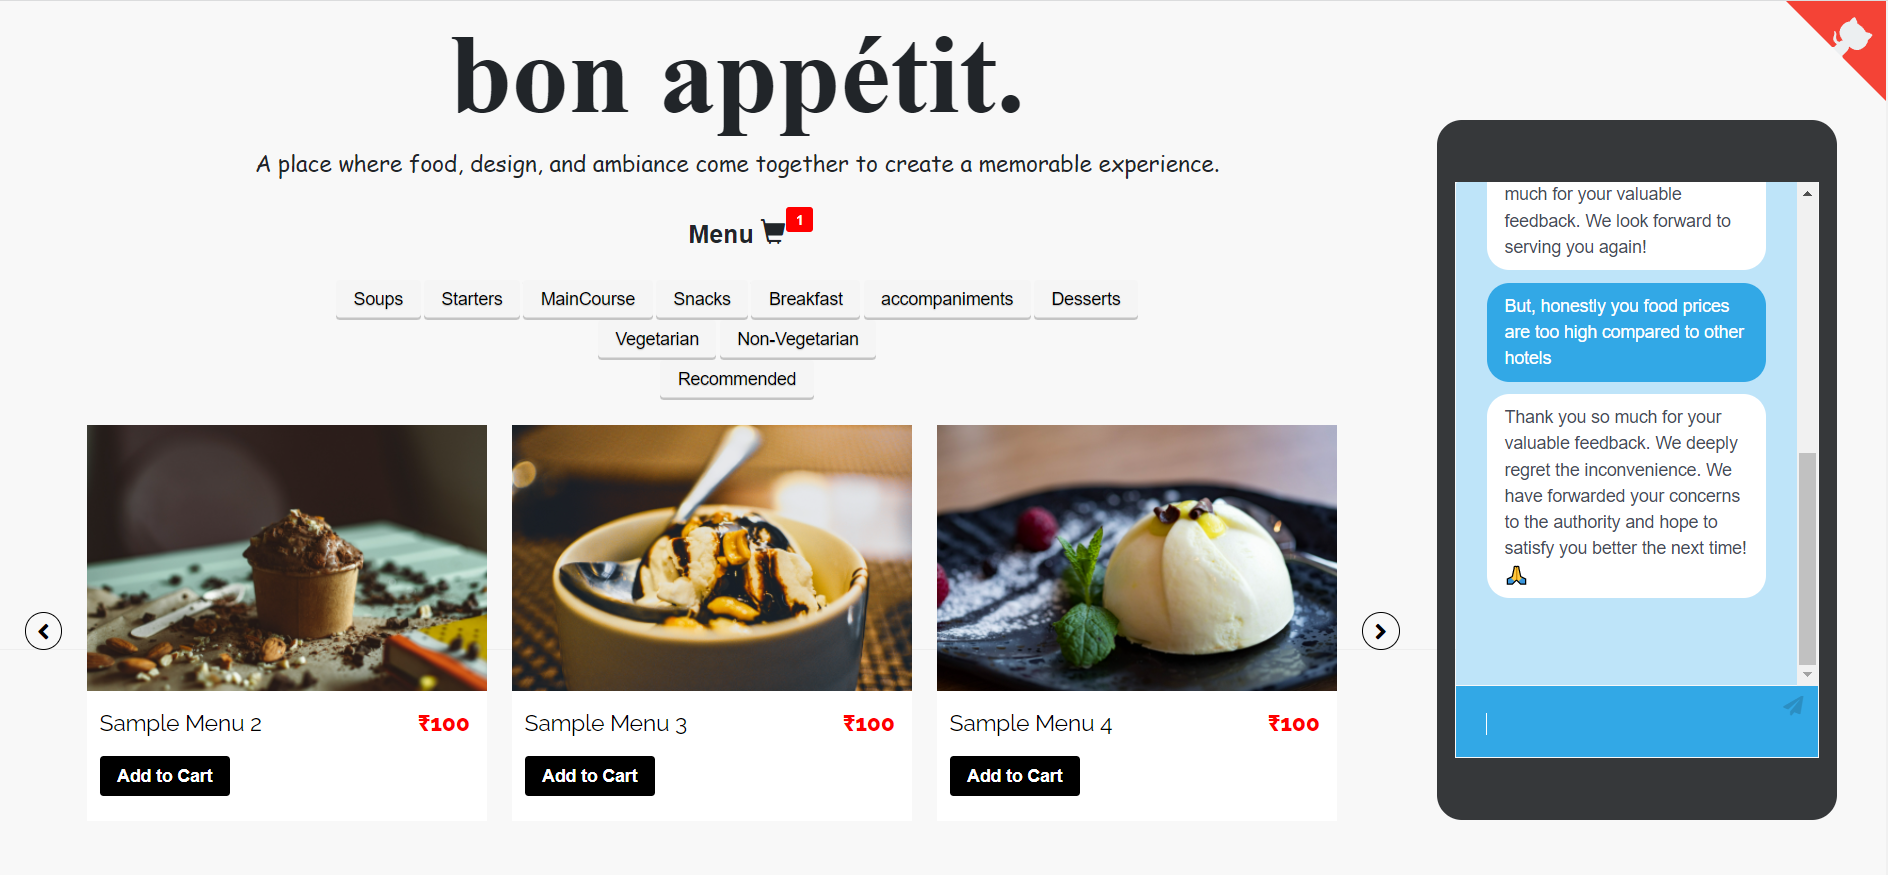 bon appétit.
A place where food, design, and ambiance come together to create a memorable experience.
Menu 1
Soups Starters MainCourse Snacks Breakfast accompaniments Desserts
Vegetarian Non-Vegetarian
Recommended
Sample Menu 2 ₹100
Add to Cart
Sample Menu 3 ₹100
Add to Cart
Sample Menu 4 ₹100
Add to Cart
much for your valuable
feedback. We look forward to
serving you again!
But, honestly you food prices
are too high compared to other
hotels
Thank you so much for your
valuable feedback. We deeply
regret the inconvenience. We
have forwarded your concerns
to the authority and hope to
satisfy you better the next time!
🙏